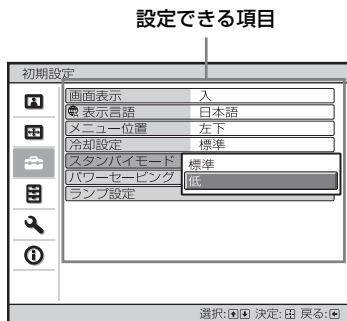 設定できる項目
初期設定
画面表示 入
表示言語 日本語
メニュー位置 左下
冷却設定 標準
スタンバイモード 標準
パワーセービング 低
ランプ設定
選択: 決定: 戻る: